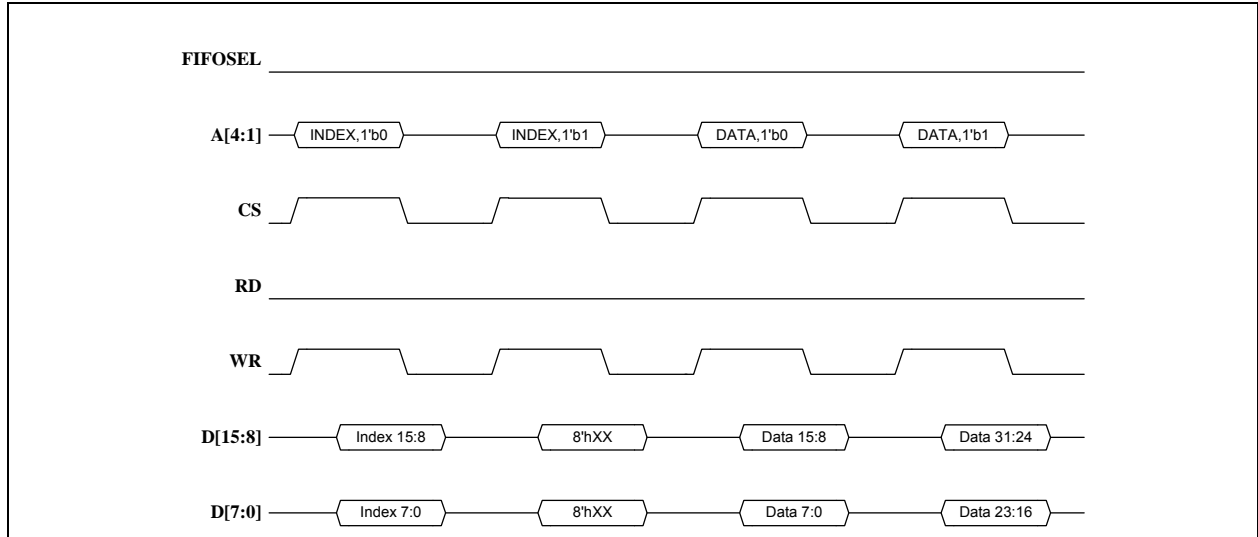 FIFOSEL
A[4:1] INDEX,1'b0 INDEX,1'b1 DATA,1'b0 DATA,1'b1
CS
RD
WR
D[15:8] Index 15:8 8'hXX Data 15:8 Data 31:24
D[7:0] Index 7:0 8'hXX Data 7:0 Data 23:16